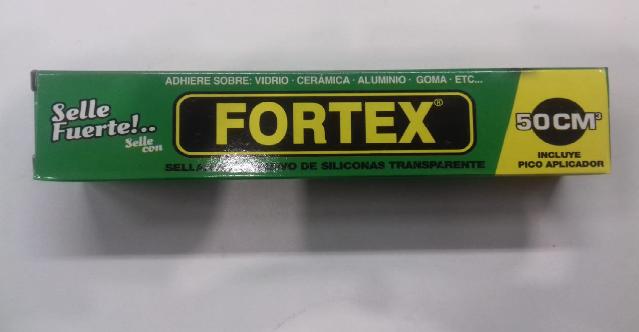 ADHIERE SOBRE: VIDRIO · CERÁMICA · ALUMINIO · GOMA · ETC...
Selle
Fuerte!..
Selle
con
FORTEX®
DE SILICONAS TRANSPARENTE
50CM³
INCLUYE
PICO APLICADOR